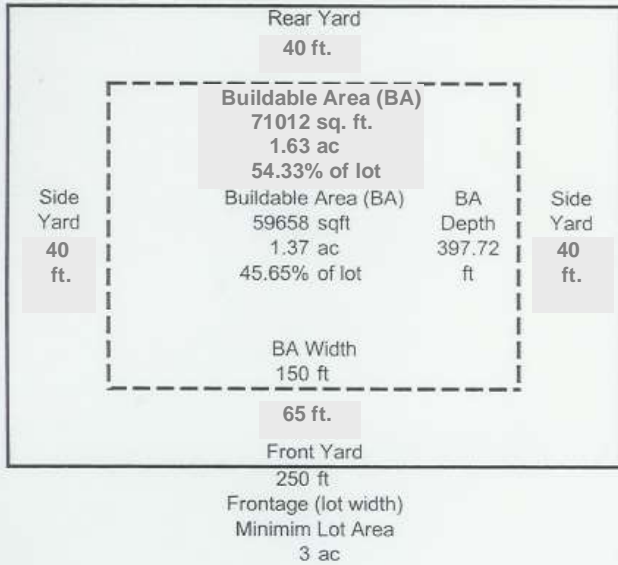 Rear Yard
40 ft.
Buildable Area (BA)
71012 sq. ft.
1.63 ac
54.33% of lot
Side
Yard
40
ft.
Buildable Area (BA)
59658 sqft
1.37 ac
45.65% of lot
BA
Depth
397.72
ft
Side
Yard
40
ft.
BA Width
150 ft
65 ft.
Front Yard
250 ft
Frontage (lot width)
Minimim Lot Area
3 ac